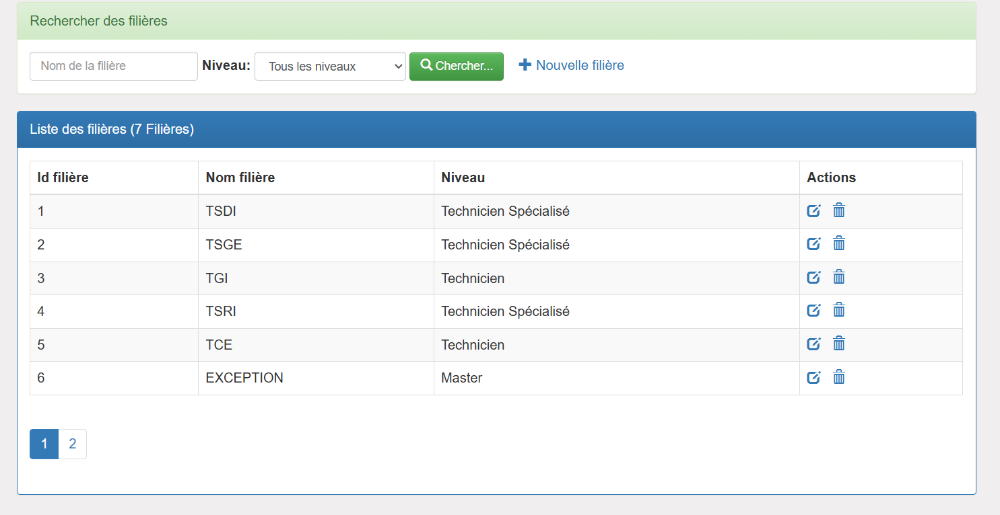 Rechercher des filières
Nom de la filière Niveau: Tous les niveaux Chercher... Nouvelle filière
Liste des filières (7 Filières)
Id filière Nom filière Niveau Actions
1 TSDI Technicien Spécialisé
2 TSGE Technicien Spécialisé
3 TGI Technicien
4 TSRI Technicien Spécialisé
5 TCE Technicien
6 EXCEPTION Master
1 2